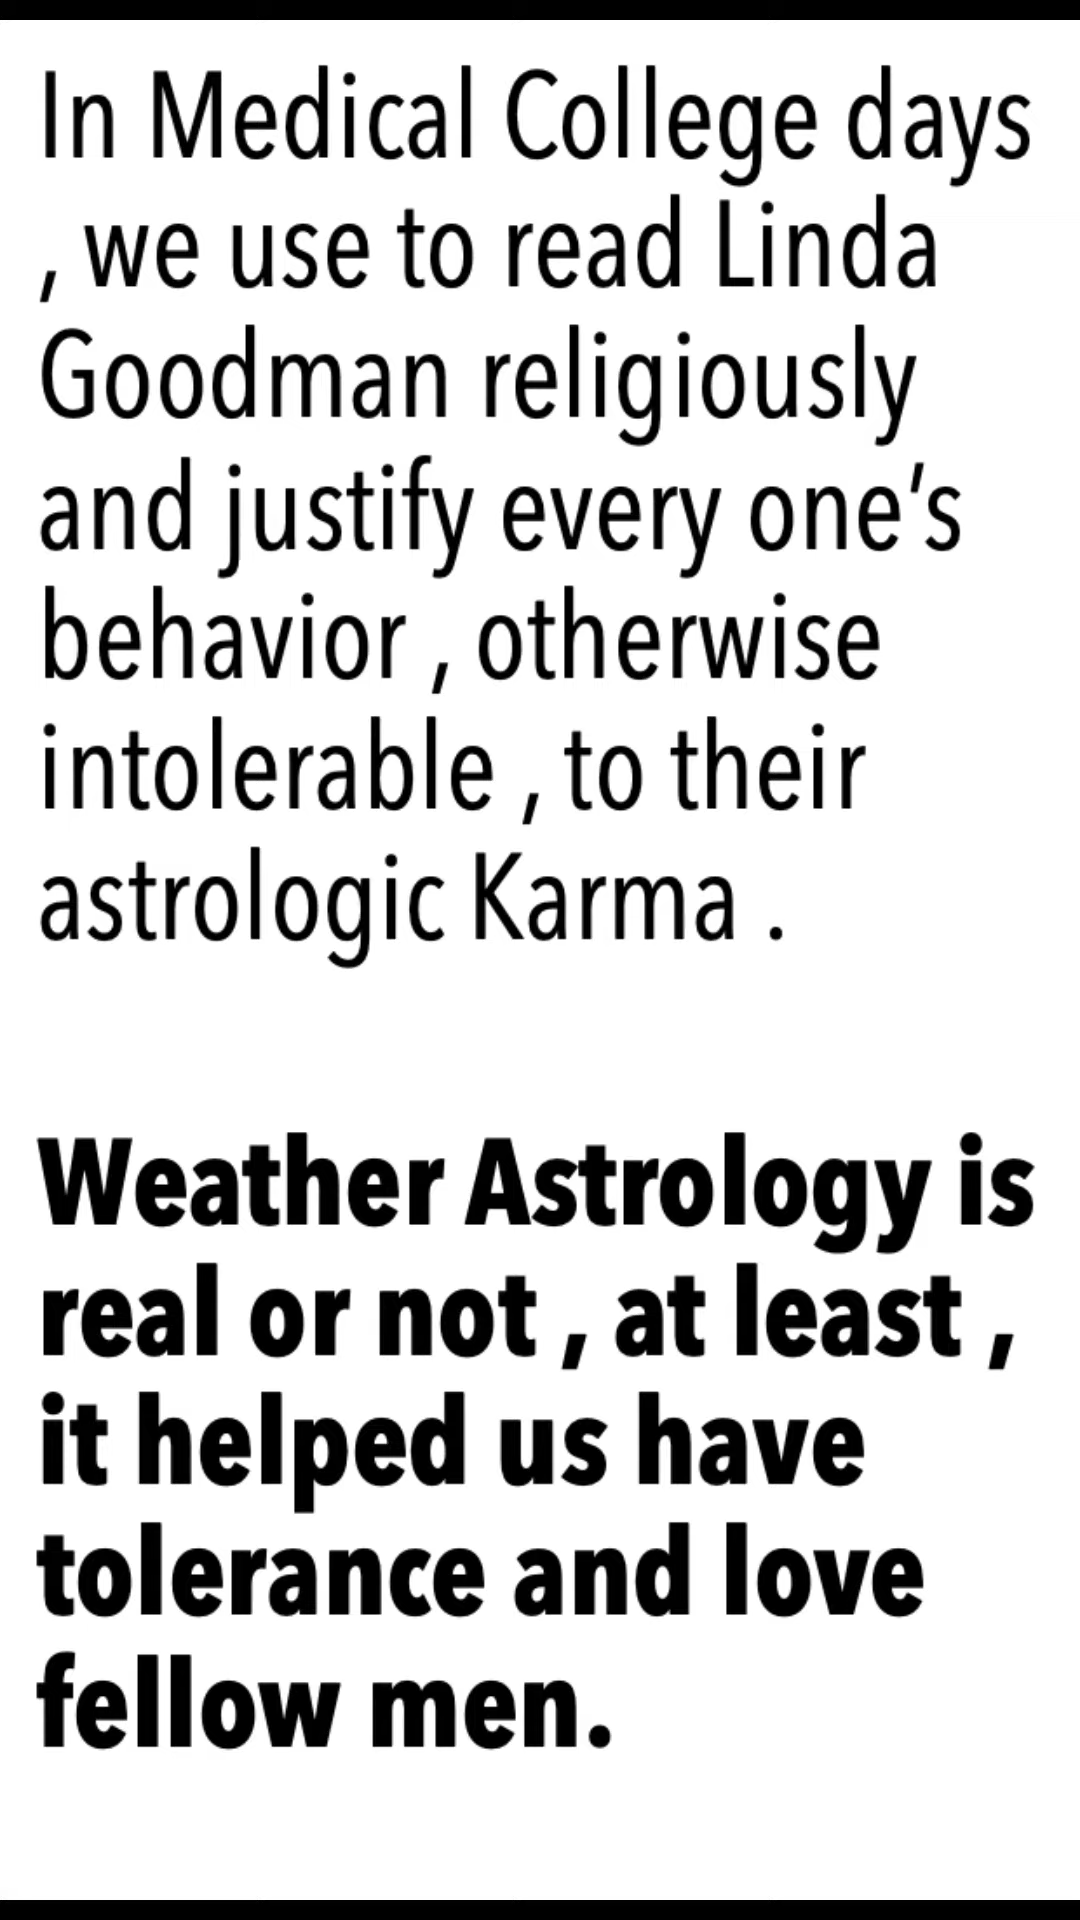 In Medical College days
, we use to read Linda
Goodman religiously
and justify every one’s
behavior , otherwise
intolerable , to their
astrologic Karma .
Weather Astrology is
real or not , at least ,
it helped us have
tolerance and love
fellow men.